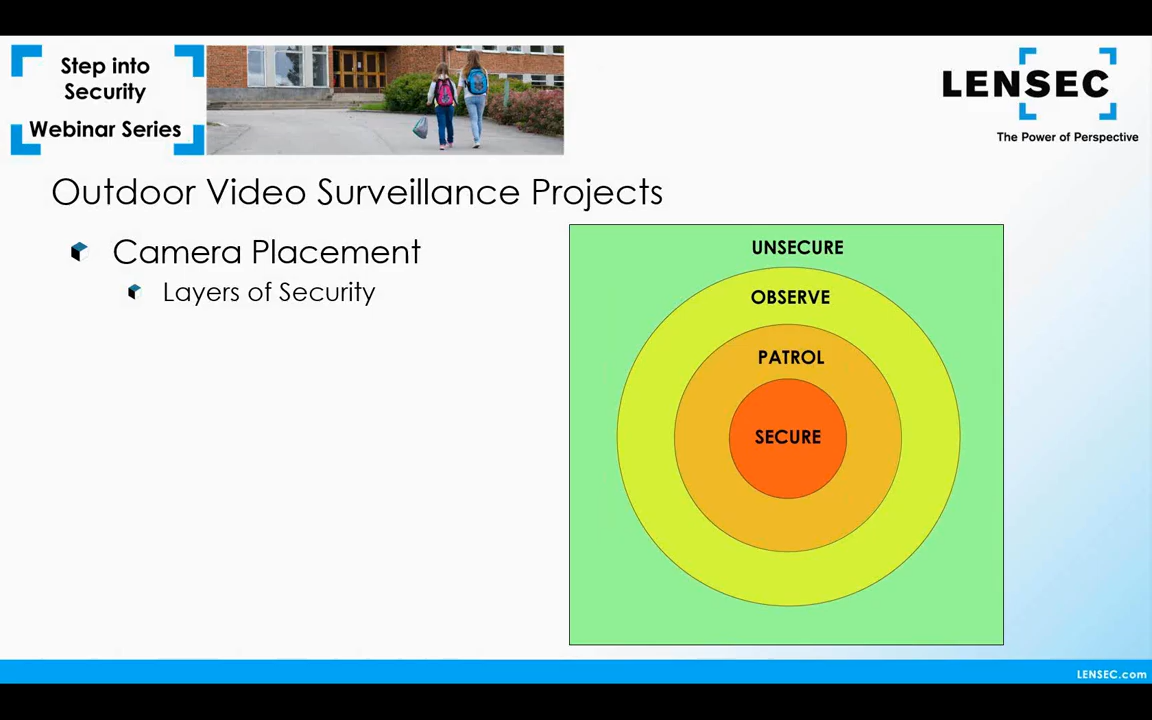 Step into
Security
Webinar Series
LENSEC
The Power of Perspective
Outdoor Video Surveillance Projects
Camera Placement
Layers of Security
UNSECURE
OBSERVE
PATROL
SECURE
LENSEC.com